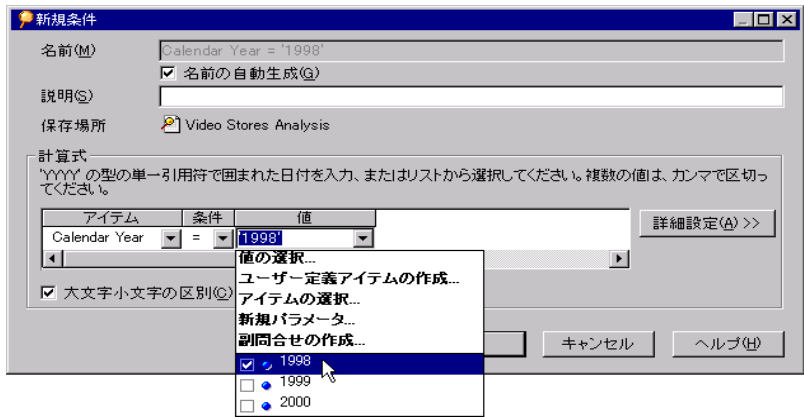 新規条件
名前(M)
Calendar Year = '1998'
名前の自動生成(G)
説明(S)
保存場所
Video Stores Analysis
計算式
'YYYY' の型の単一引用符で囲まれた日付を入力、またはリストから選択してください。複数の値は、カンマで区切っ
てください。
アイテム 条件 値
Calendar Year = '1998'
詳細設定(A) >>
値の選択...
ユーザー定義アイテムの作成...
大文字小文字の区別(C)
アイテムの選択...
新規パラメータ...
副問合せの作成...
キャンセル
ヘルプ(H)
1998
1999
2000